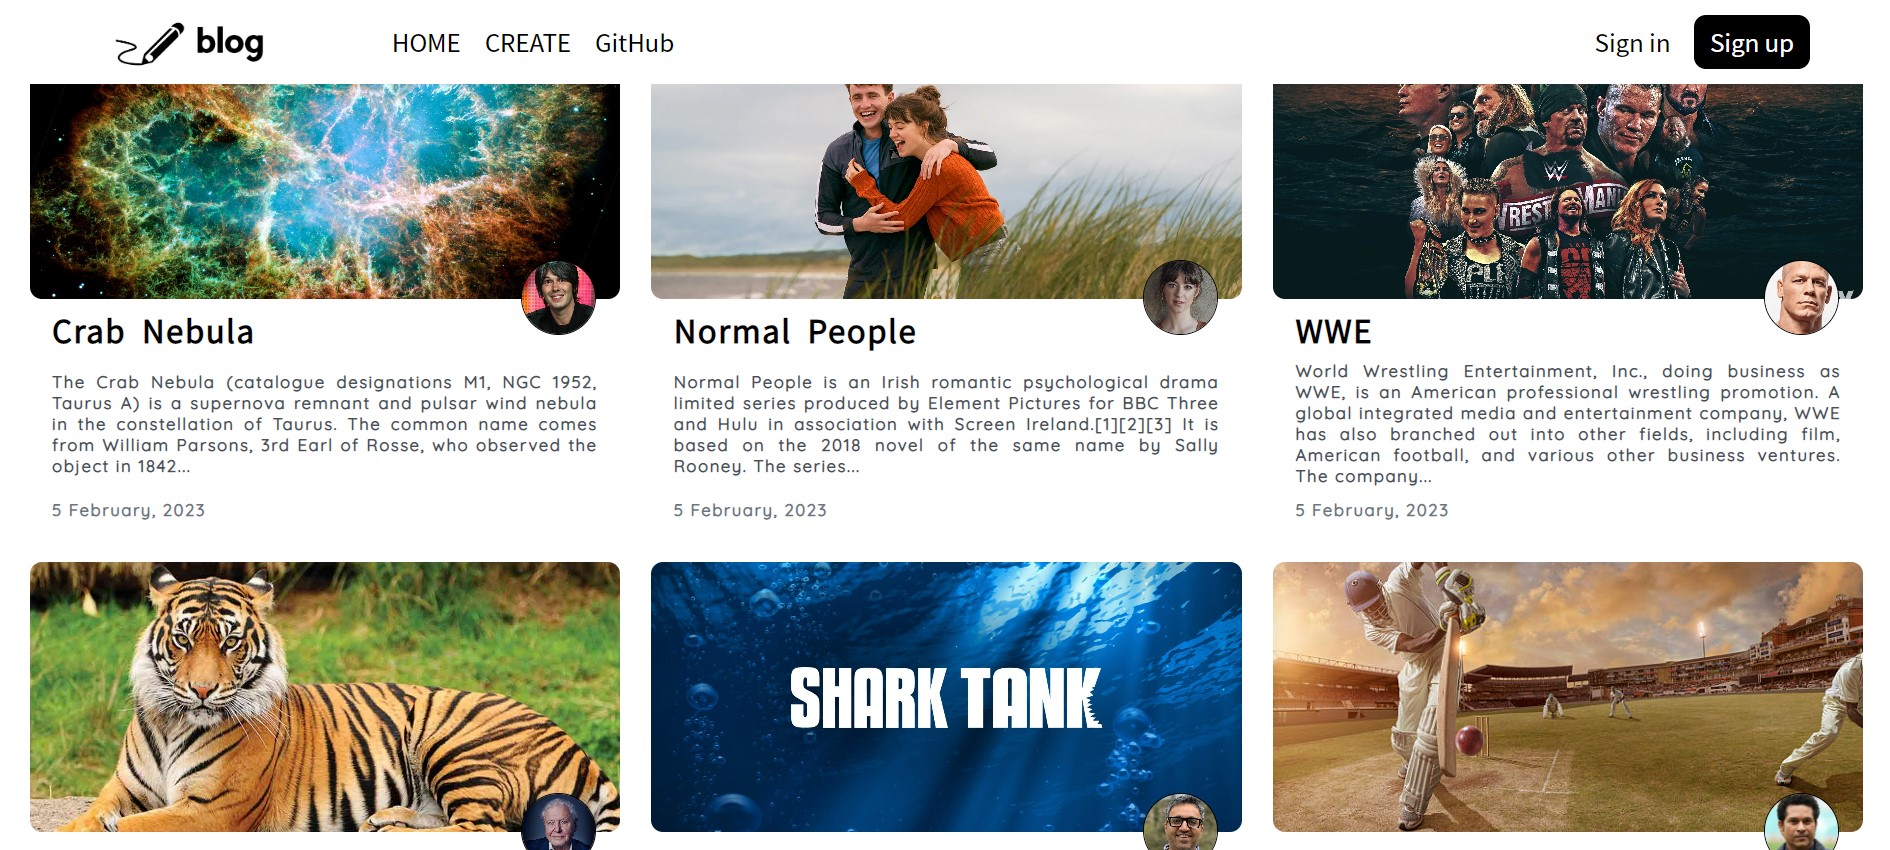 blog
HOME CREATE GitHub
Sign in
Sign up
Crab Nebula
The Crab Nebula (catalogue designations M1, NGC 1952,
Taurus A) is a supernova remnant and pulsar wind nebula
in the constellation of Taurus. The common name comes
from William Parsons, 3rd Earl of Rosse, who observed the
object in 1842...
5 February, 2023
Normal People
Normal People is an Irish romantic psychological drama
limited series produced by Element Pictures for BBC Three
and Hulu in association with Screen Ireland.[1][2][3] It is
based on the 2018 novel of the same name by Sally
Rooney. The series...
5 February, 2023
WWE
World Wrestling Entertainment, Inc., doing business as
WWE, is an American professional wrestling promotion. A
global integrated media and entertainment company, WWE
has also branched out into other fields, including film,
American football, and various other business ventures.
The company...
5 February, 2023
SHARK TANK